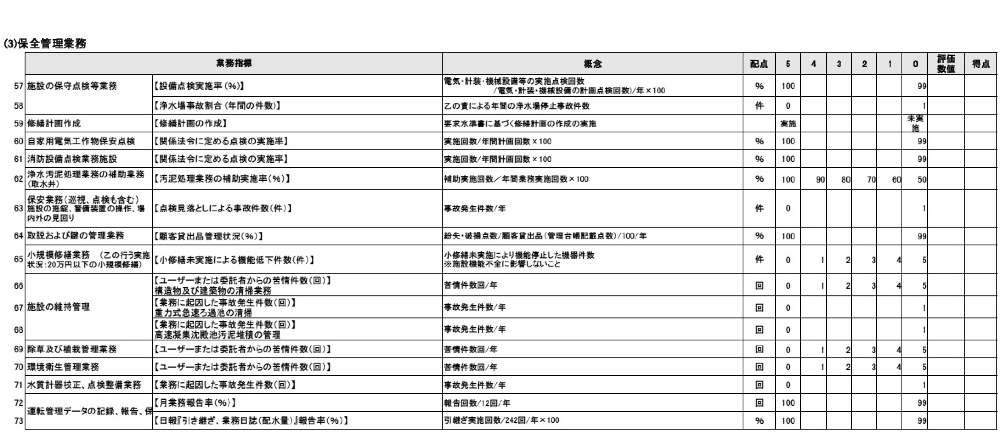 (3)保全管理業務
業務指標 概念 配点 5 4 3 2 1 0 評価数値 得点
57 施設の保守点検等業務 【設備点検実施率(%)】 電気・計装・機械設備等の実施点検回数
/電気・計装・機械設備の計画点検回数)/年×100 % 100 99
58 【浄水場事故割合(年間の件数)】 乙の責による年間の浄水場停止事故件数 件 0 1
59 修繕計画作成 【修繕計画の作成】 要求水準書に基づく修繕計画の作成の実施 実施 未実施
60 自家用電気工作物保安点検 【関係法令に定める点検の実施率】 実施回数/年間計画回数×100 % 100 99
61 消防設備点検業務施設 【関係法令に定める点検の実施率】 実施回数/年間計画回数×100 % 100 99
62 浄水汚泥処理業務の補助業務
(取水井) 【汚泥処理業務の補助実施率(%)】 補助実施回数／年間業務実施回数×100 % 100 90 80 70 60 50
63 保安業務(巡視、点検も含む)
施設の施錠、警備装置の操作、場
内外の見回り 【点検見落としによる事故件数(件)】 事故発生件数/年 件 0 1
64 取説および鍵の管理業務 【顧客貸出品管理状況(%)】 紛失・破損点数/顧客貸出品(管理台帳記載点数)/100/年 % 100 99
65 小規模修繕業務 (乙の行う実施
状況:20万円以下の小規模修繕) 【小修繕未実施による機能低下件数(件)】 小修繕未実施により機能停止した機器件数
※施設機能不全に影響しないこと 件 0 1 2 3 4 5
66 【ユーザーまたは委託者からの苦情件数(回)】
構造物及び建築物の清掃業務 苦情件数回/年 回 0 1 2 3 4 5
67 施設の維持管理 【業務に起因した事故発生件数(回)】
重力式急速ろ過池の清掃 事故発生件数/年 回 0 1
68 【業務に起因した事故発生件数(回)】
高速凝集沈殿池汚泥堆積の管理 事故発生件数/年 回 0 1
69 除草及び植栽管理業務 【ユーザーまたは委託者からの苦情件数(回)】 苦情件数回/年 回 0 1 2 3 4 5
70 環境衛生管理業務 【ユーザーまたは委託者からの苦情件数(回)】 苦情件数回/年 回 0 1 2 3 4 5
71 水質計器校正、点検整備業務 【業務に起因した事故発生件数(回)】 事故発生件数/年 回 0 1
72 運転管理データの記録、報告、保 【月業務報告率(%)】 報告回数/12回/年 回 100 99
73 【日報『引き継ぎ、業務日誌(配水量)』報告率(%)】 引継ぎ実施回数/242回/年×100 % 100 99